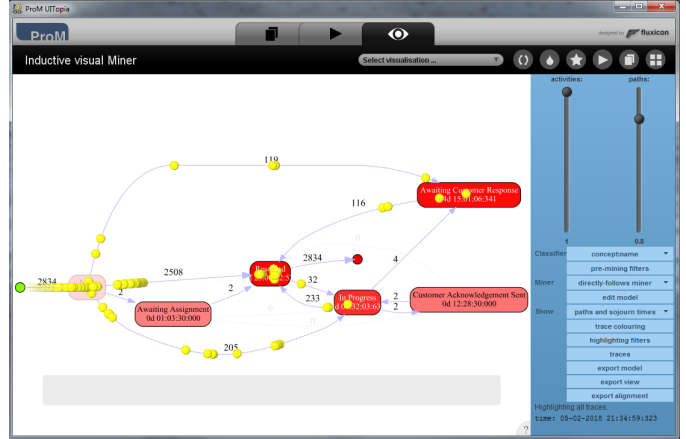 ProM UITopia
ProM
designed by fluxicon
Inductive visual Miner
Select visualisation ...
activities:
paths:
119
Awaiting Customer Response
4d 15:01:06:341
116
2834
2508
2834
4
0
32
2
2
233
In Progress
2
Customer Acknowledgement Sent
0d 12:28:30:000
2
Awaiting Assignment
0d 01:03:30:000
0
0
205
1
0.8
Classifier
concept:name
pre-mining filters
Miner
directly-follows miner
edit model
Show
paths and sojourn times
trace colouring
highlighting filters
traces
export model
export view
export alignment
Highlighting all traces.
time: 05-02-2018 21:34:59:323
?